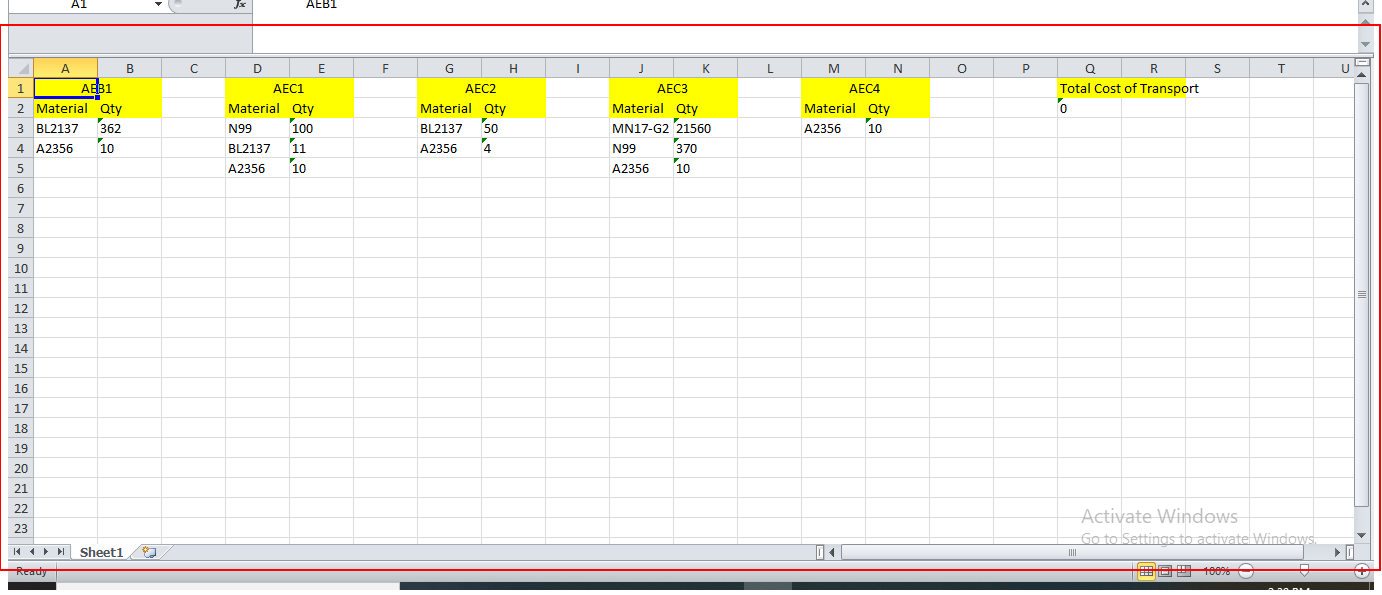 A1 fx AEB1
A B C D E F G H I J K L M N O P Q R S T U
1 AEB1 AEC1 AEC2 AEC3 AEC4 Total Cost of Transport
2 Material Qty Material Qty Material Qty Material Qty Material Qty 0
3 BL2137 362 N99 100 BL2137 50 MN17-G2 21560 A2356 10
4 A2356 10 BL2137 11 A2356 4 N99 370
5 A2356 10 A2356 10
6
7
8
9
10
11
12
13
14
15
16
17
18
19
20
21
22
23
Activate Windows
Go to Settings to activate Windows.
Sheet1
Ready 100%